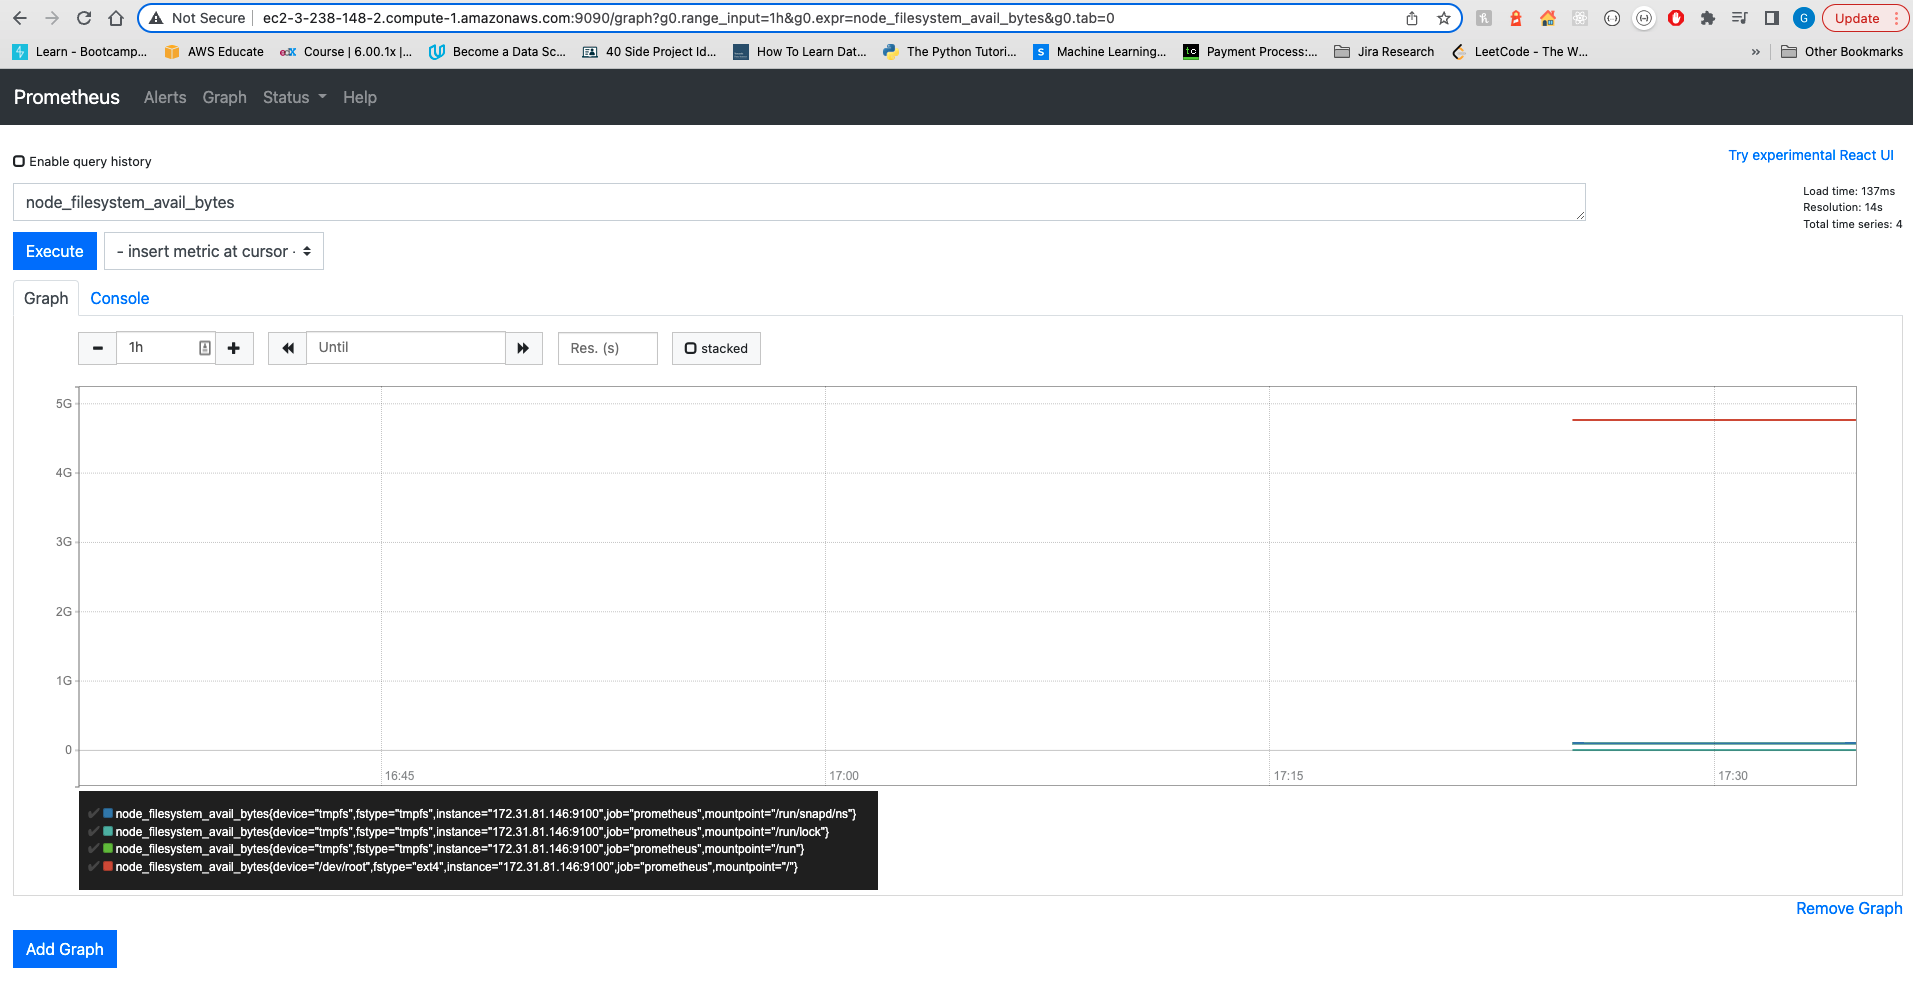 Not Secure ec2-3-238-148-2.compute-1.amazonaws.com:9090/graph?g0.range_input=1h&g0.expr=node_filesystem_avail_bytes&g0.tab=0 G Update
Learn - Bootcamp... AWS Educate edX Course | 6.00.1x |... Become a Data Sc... 40 Side Project Id... How To Learn Dat... The Python Tutori... S Machine Learning... tc Payment Process:... Jira Research LeetCode - The W... » Other Bookmarks
Prometheus Alerts Graph Status Help
Enable query history
Try experimental React UI
node_filesystem_avail_bytes
Load time: 137ms
Resolution: 14s
Total time series: 4
Execute - insert metric at cursor -
Graph Console
- 1h + Until Res. (s) stacked
5G
4G
3G
2G
1G
0
16:45 17:00 17:15 17:30
node_filesystem_avail_bytes{device="tmpfs",fstype="tmpfs",instance="172.31.81.146:9100",job="prometheus",mountpoint="/run/snapd/ns"}
node_filesystem_avail_bytes{device="tmpfs",fstype="tmpfs",instance="172.31.81.146:9100",job="prometheus",mountpoint="/run/lock"}
node_filesystem_avail_bytes{device="tmpfs",fstype="tmpfs",instance="172.31.81.146:9100",job="prometheus",mountpoint="/run"}
node_filesystem_avail_bytes{device="/dev/root",fstype="ext4",instance="172.31.81.146:9100",job="prometheus",mountpoint="/"}
Remove Graph
Add Graph